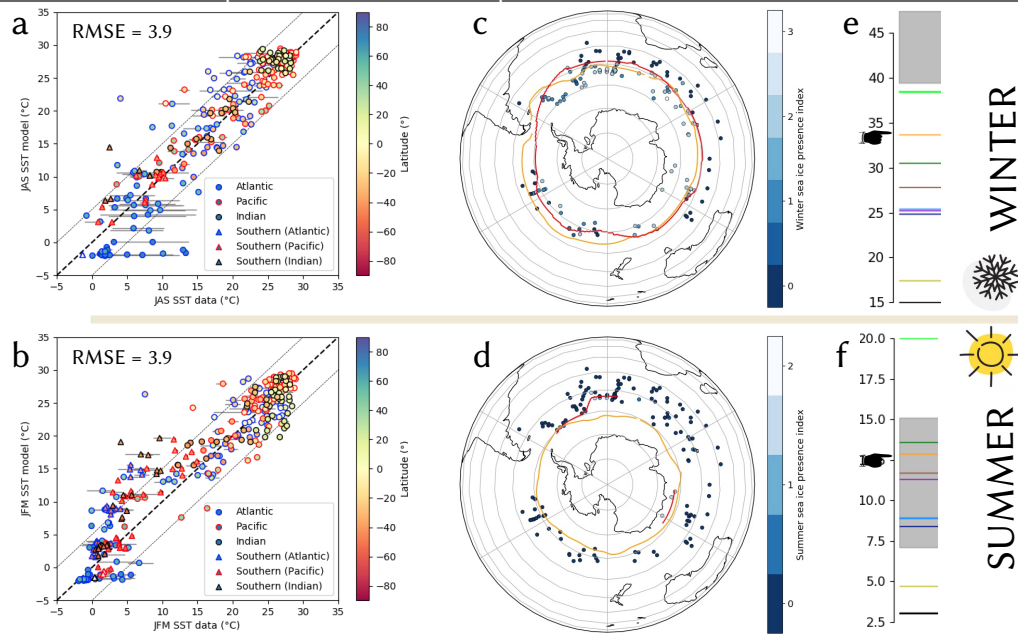 a
RMSE = 3.9
JAS SST model (°C)
35
30
25
20
15
10
5
0
−5
−5
0
5
10
15
20
25
30
35
JAS SST data (°C)
Atlantic
Pacific
Indian
Southern (Atlantic)
Southern (Pacific)
Southern (Indian)
80
60
40
20
0
−20
−40
−60
−80
Latitude (°)
c
3
2
1
0
Winter sea ice presence index
e
45
40
35
30
25
20
15
WINTER
b
RMSE = 3.9
JFM SST model (°C)
35
30
25
20
15
10
5
0
−5
−5
0
5
10
15
20
25
30
35
JFM SST data (°C)
Atlantic
Pacific
Indian
Southern (Atlantic)
Southern (Pacific)
Southern (Indian)
80
60
40
20
0
−20
−40
−60
−80
Latitude (°)
d
2
1
0
Summer sea ice presence index
f
20.0
17.5
15.0
12.5
10.0
7.5
5.0
2.5
SUMMER